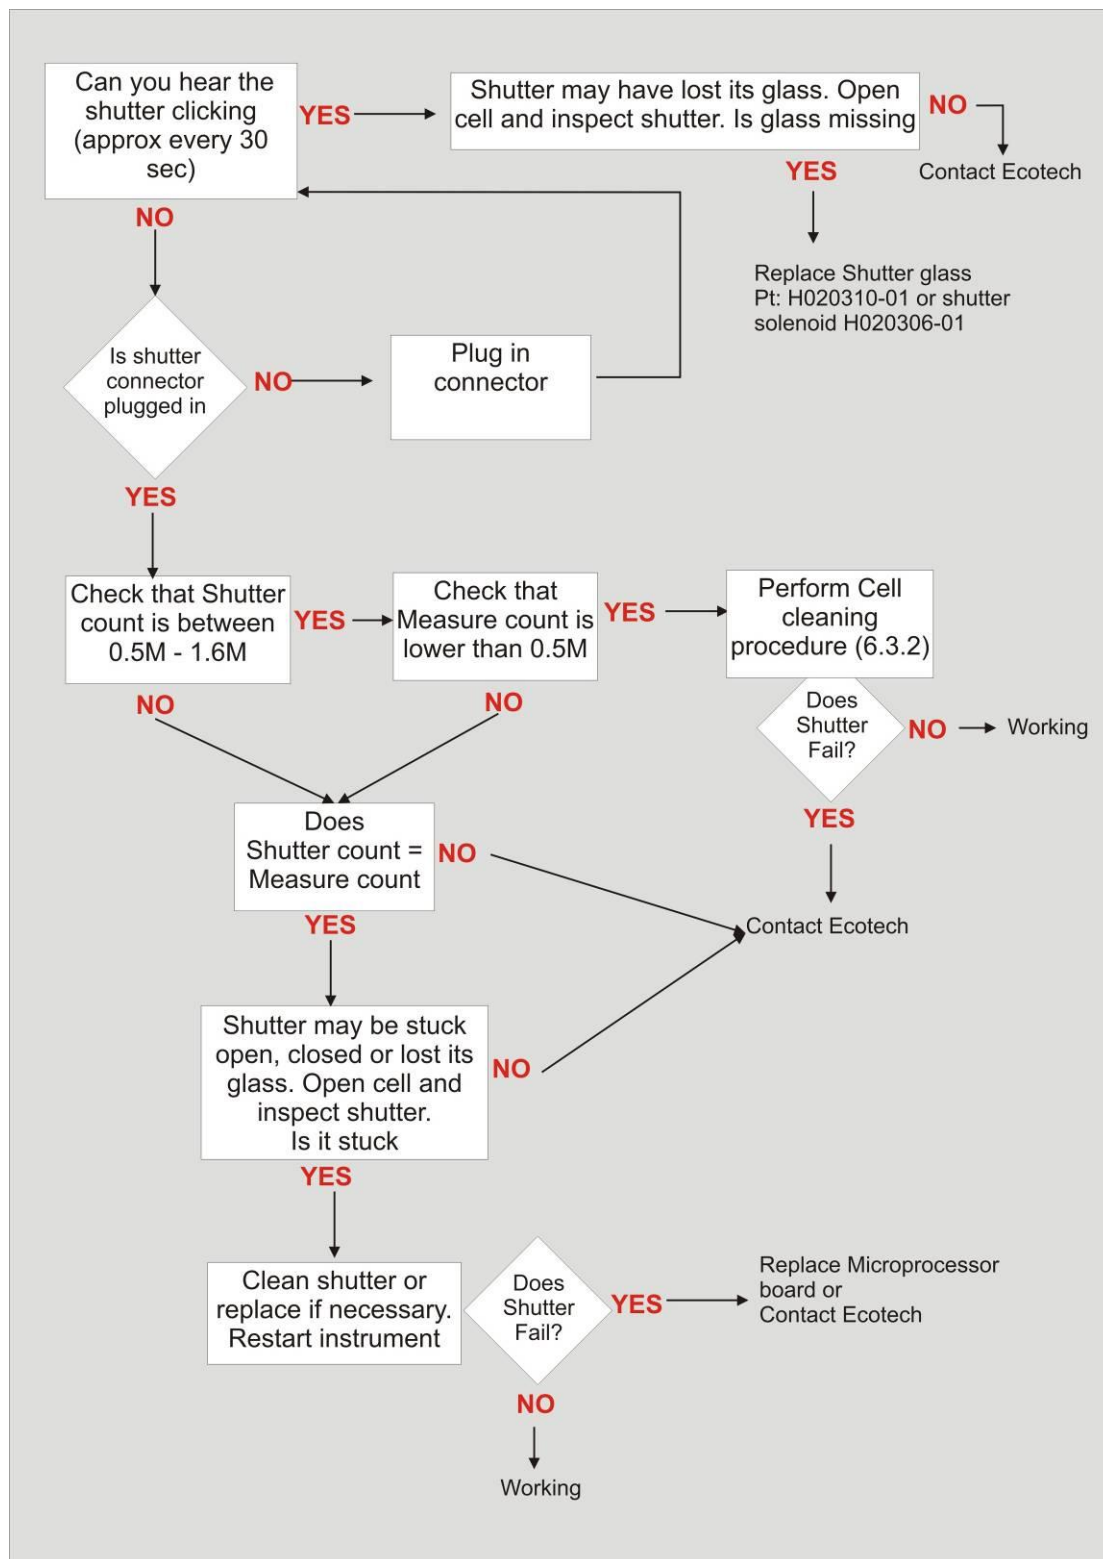 Can you hear the
shutter clicking
(approx every 30
sec)
YES
Shutter may have lost its glass. Open
cell and inspect shutter. Is glass missing
NO
Contact Ecotech
YES
Replace Shutter glass
Pt: H020310-01 or shutter
solenoid H020306-01
NO
Is shutter
connector
plugged in
NO
Plug in
connector
YES
Check that Shutter
count is between
0.5M - 1.6M
YES
Check that
Measure count is
lower than 0.5M
YES
Perform Cell
cleaning
procedure (6.3.2)
NO
NO
Does
Shutter
Fail?
NO
Working
YES
Contact Ecotech
Does
Shutter count =
Measure count
NO
YES
Shutter may be stuck
open, closed or lost its
glass. Open cell and
inspect shutter.
Is it stuck
NO
YES
Clean shutter or
replace if necessary.
Restart instrument
Does
Shutter
Fail?
YES
Replace Microprocessor
board or
Contact Ecotech
NO
Working